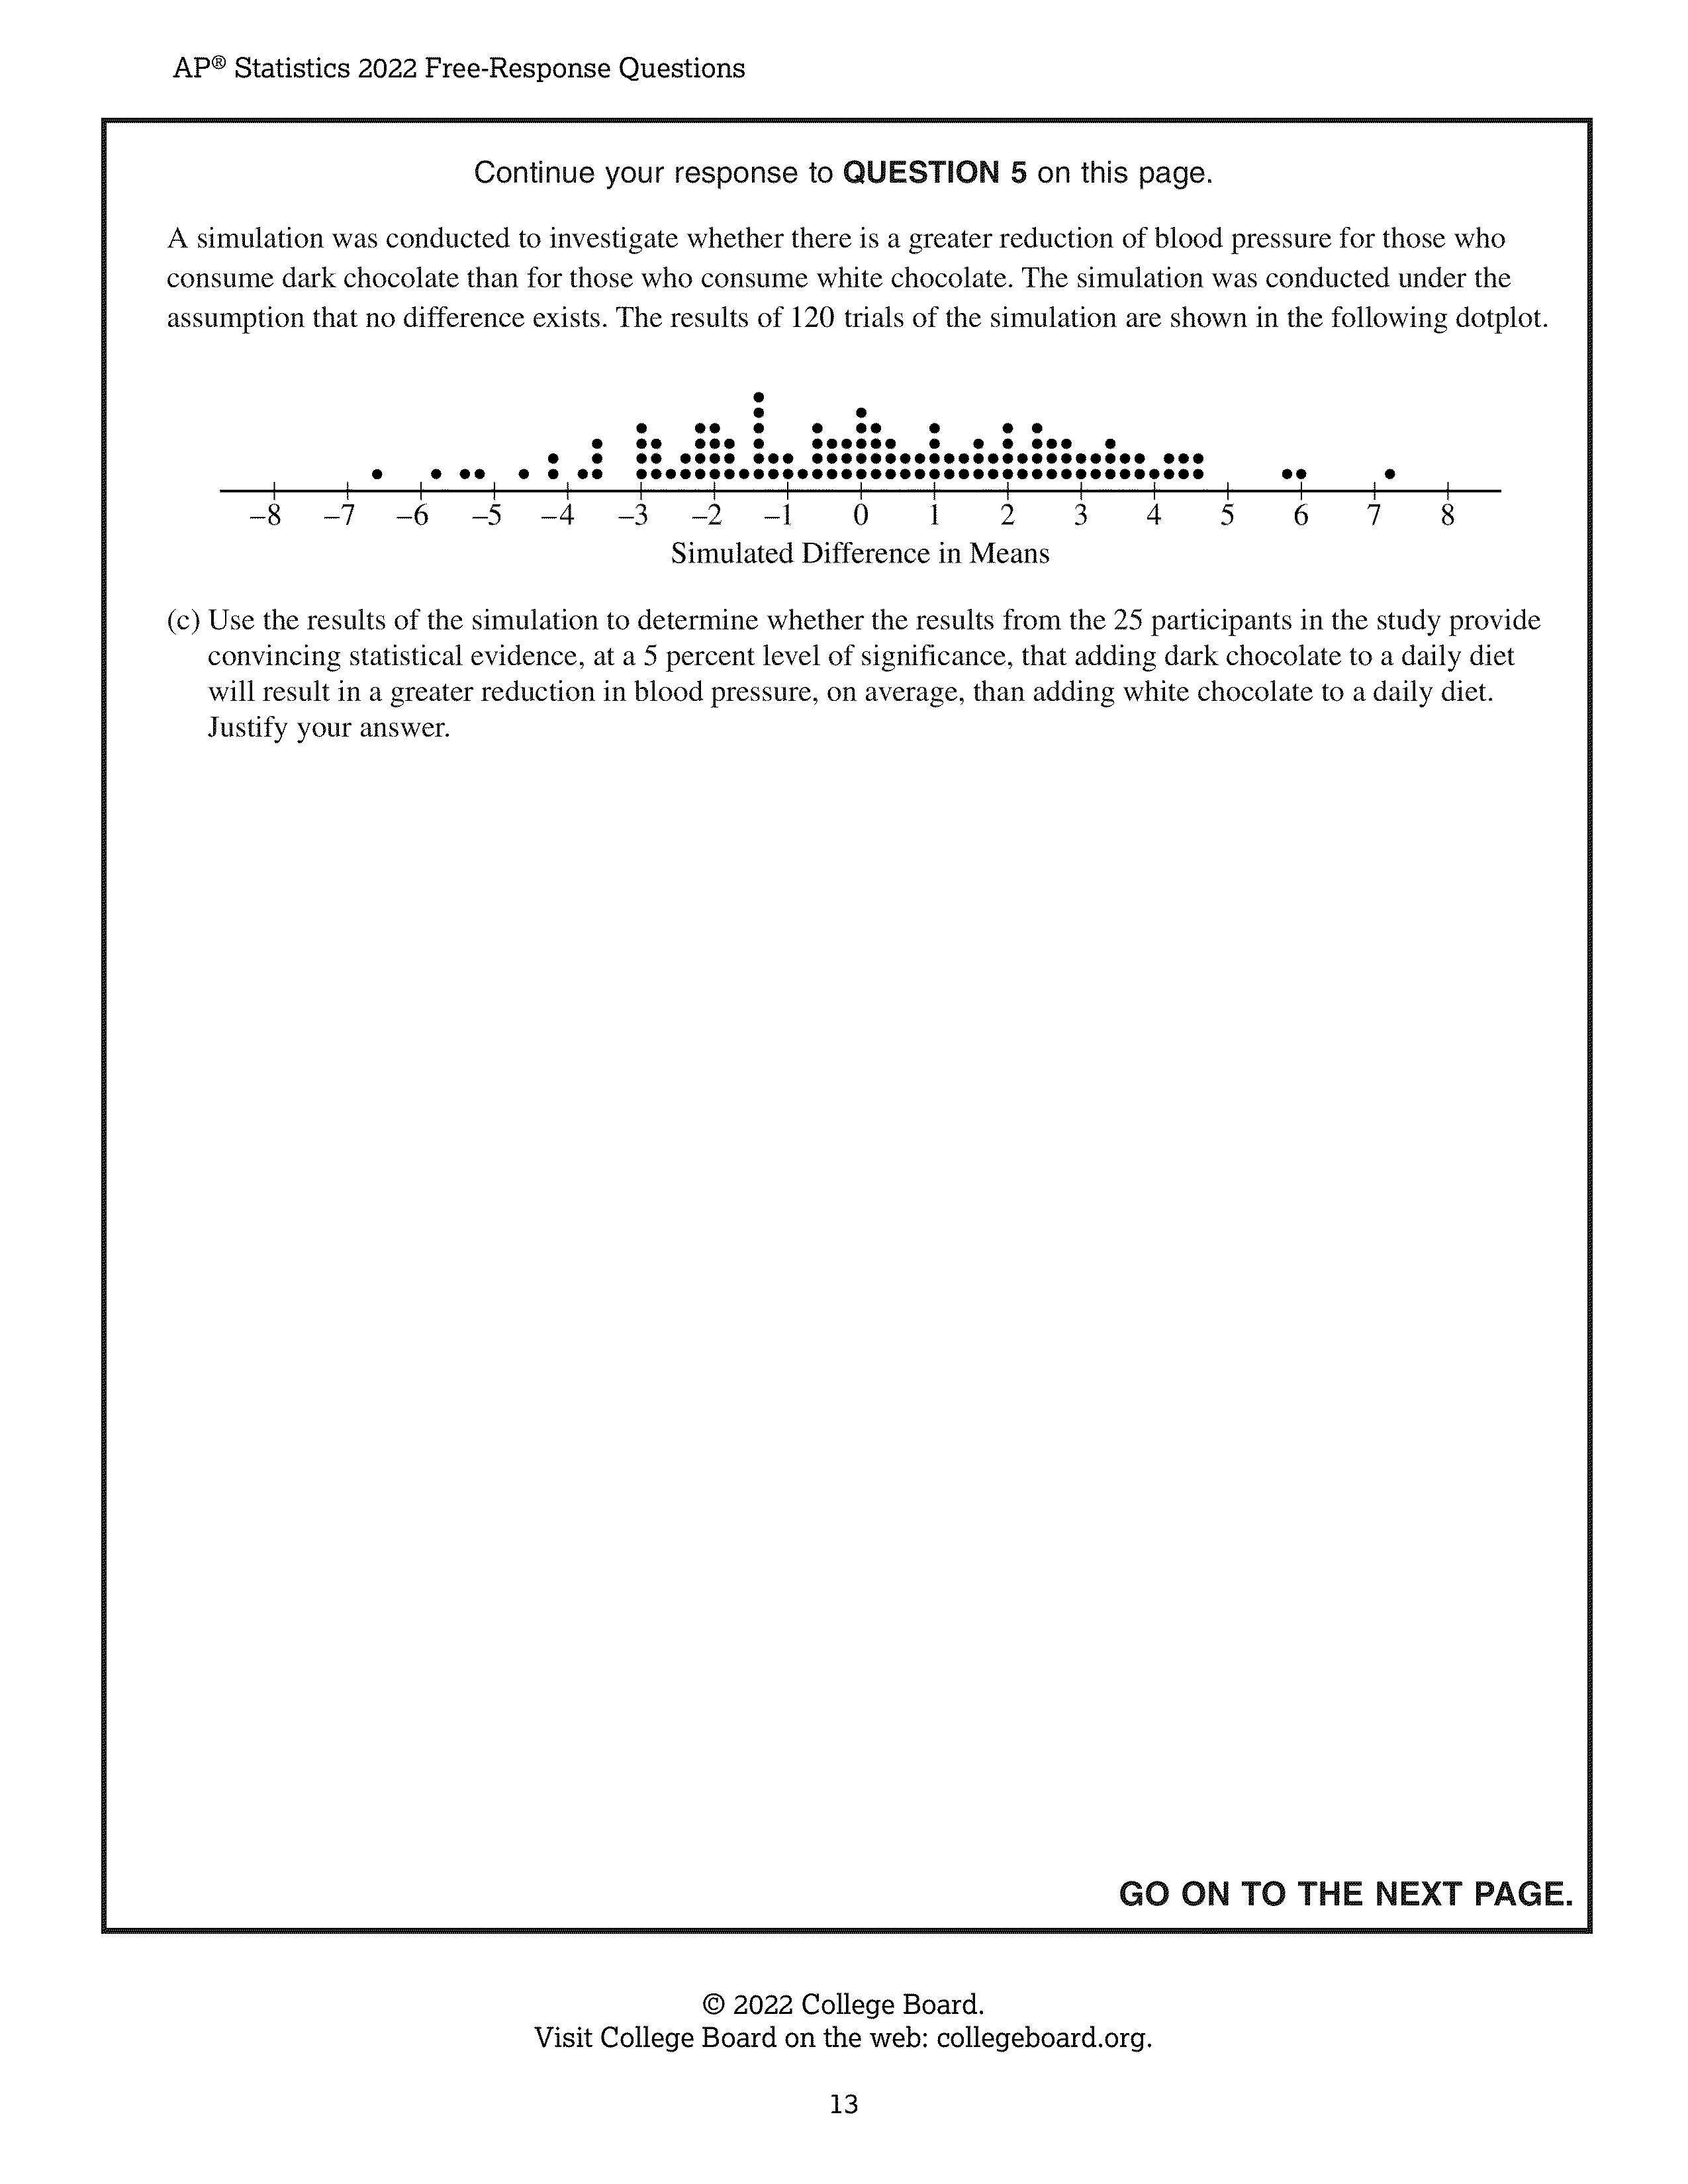 AP® Statistics 2022 Free-Response Questions
Continue your response to QUESTION 5 on this page.
A simulation was conducted to investigate whether there is a greater reduction of blood pressure for those who
consume dark chocolate than for those who consume white chocolate. The simulation was conducted under the
assumption that no difference exists. The results of 120 trials of the simulation are shown in the following dotplot.
–8 –7 –6 –5 –4 –3 –2 –1 0 1 2 3 4 5 6 7 8
Simulated Difference in Means
(c) Use the results of the simulation to determine whether the results from the 25 participants in the study provide
convincing statistical evidence, at a 5 percent level of significance, that adding dark chocolate to a daily diet
will result in a greater reduction in blood pressure, on average, than adding white chocolate to a daily diet.
Justify your answer.
GO ON TO THE NEXT PAGE.
© 2022 College Board.
Visit College Board on the web: collegeboard.org.
13